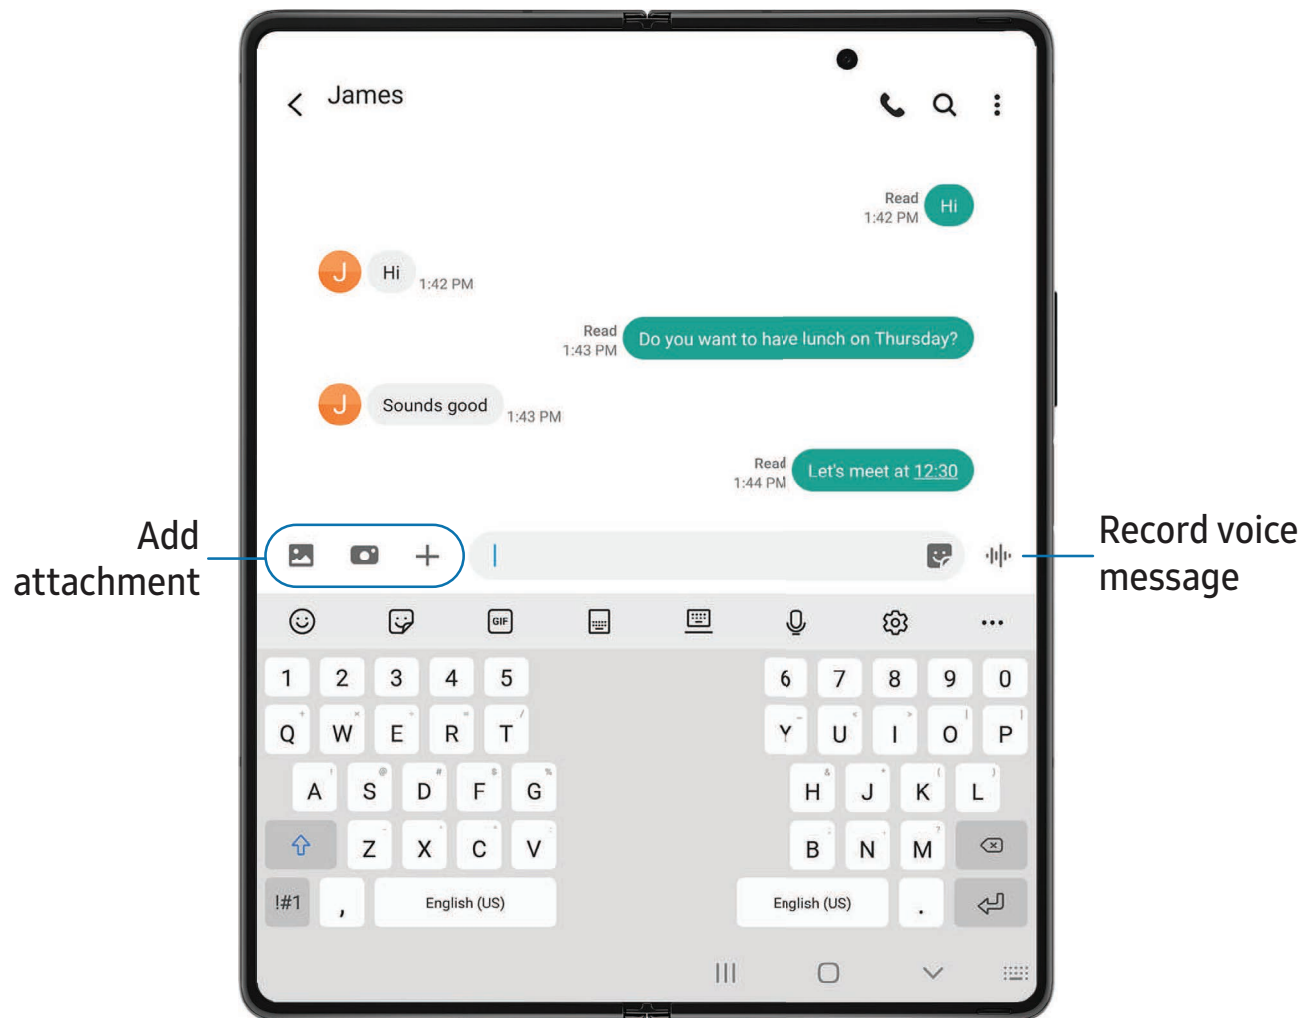 James
Read
1:42 PM
Hi
J
Hi
1:42 PM
Read
1:43 PM
Do you want to have lunch on Thursday?
J
Sounds good
1:43 PM
Read
1:44 PM
Let's meet at 12:30
Add
attachment
Record voice
message
GIF
1 2 3 4 5 6 7 8 9 0
Q W E R T Y U I O P
A S D F G H J K L
Z X C V B N M
!#1 , English (US) English (US) .